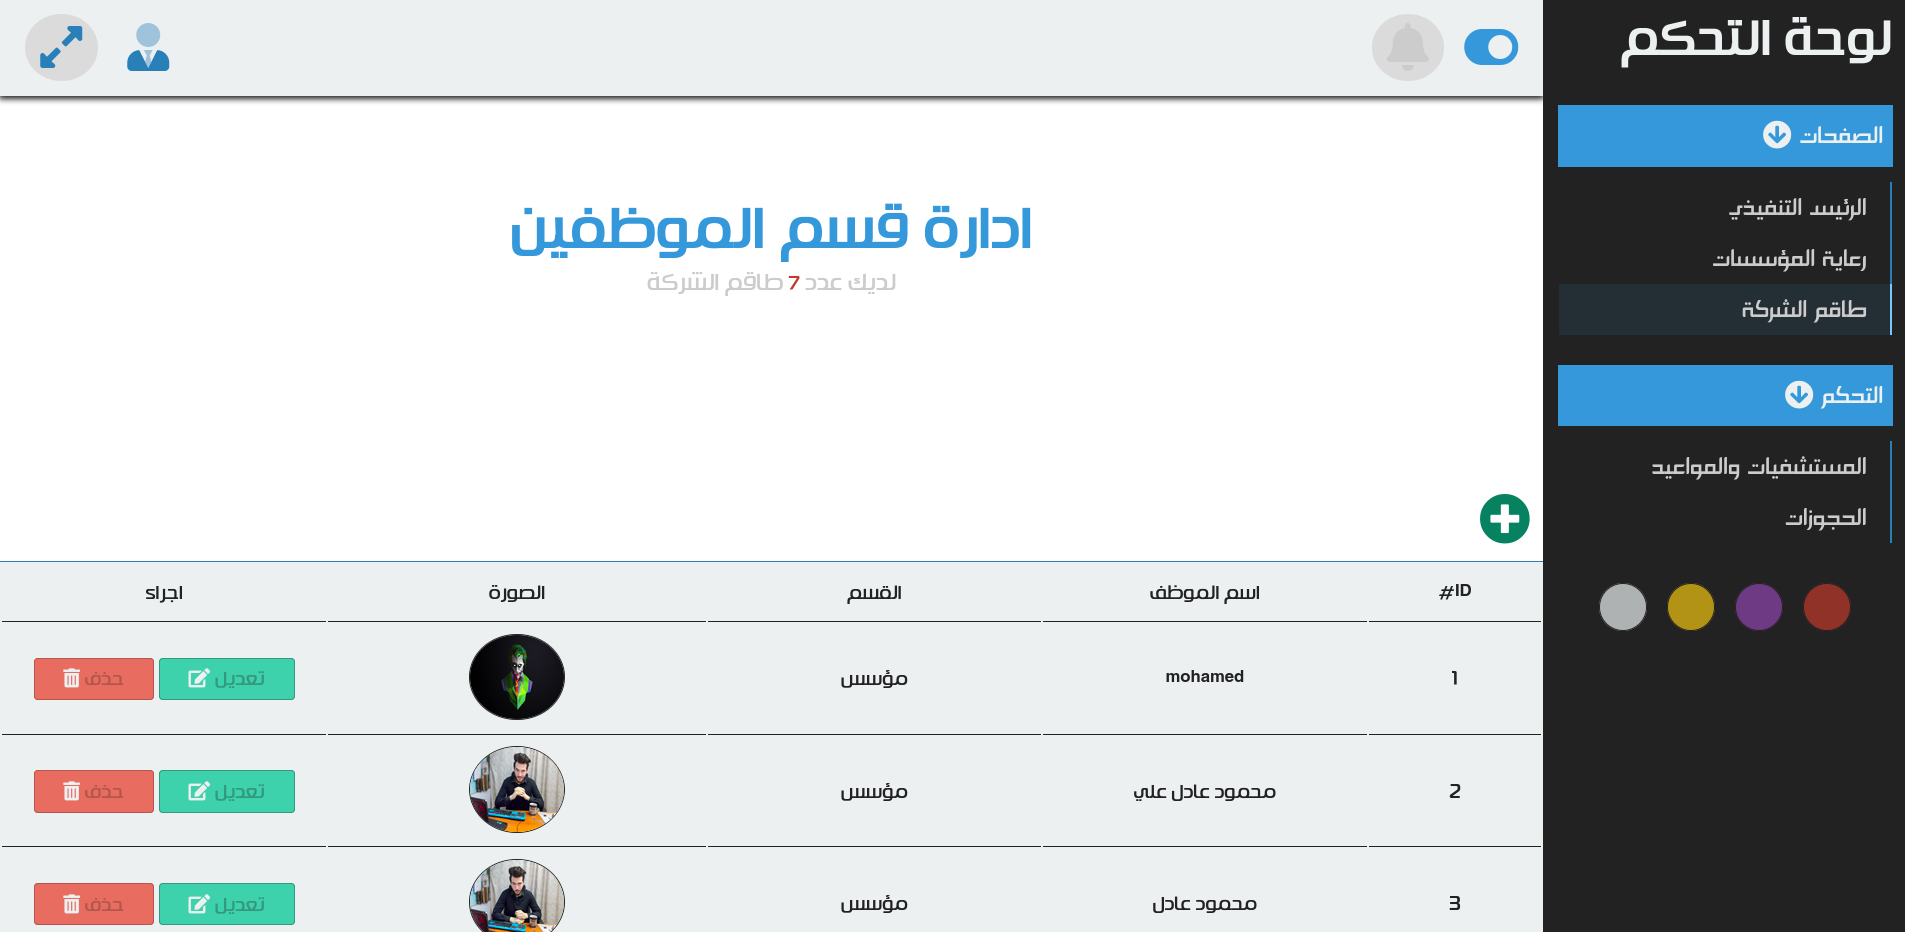 لوحة التحكم
الصفحات
الرئيسد التنفيذي
رعاية المؤسسات
طاقم الشركة
التحكم
المستشفيات والمواعيد
الحجوزات
ادارة قسم الموظفين
لديك عدد 7 طاقم الشركة
#ID اسم الموظف القسم الصورة اجراء
1 mohamed مؤسس تعديل حذف
2 محمود عادل علي مؤسس تعديل حذف
3 محمود عادل مؤسس تعديل حذف